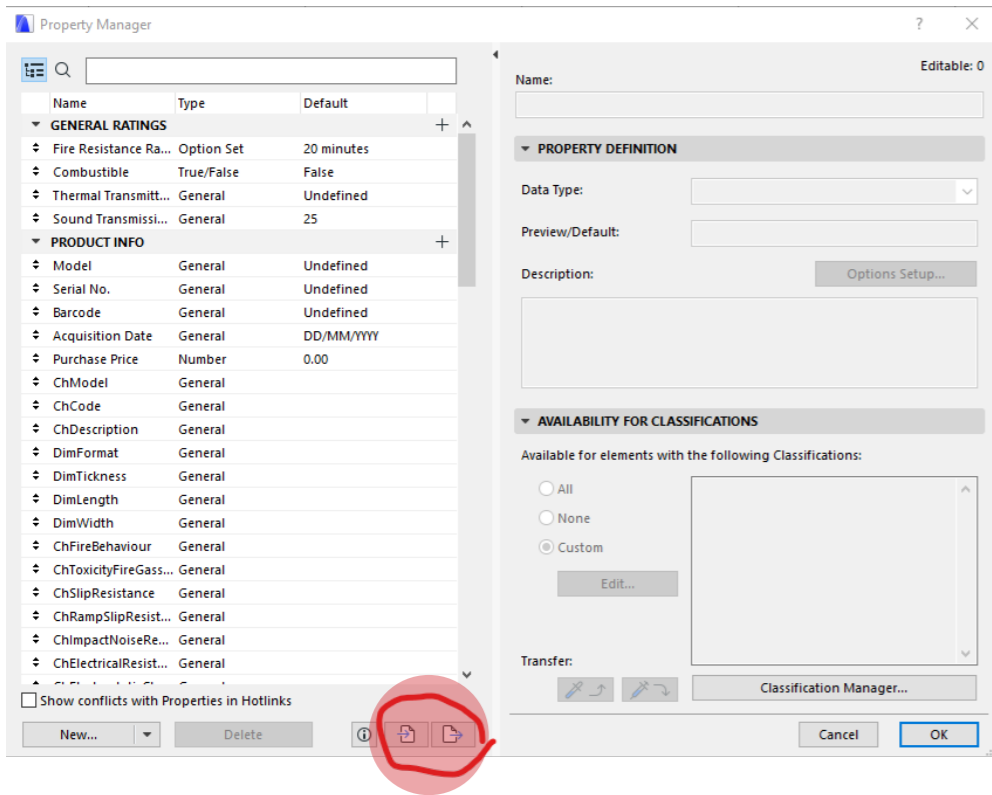 Property Manager
?
Editable: 0
Name:
Name Type Default
GENERAL RATINGS
Fire Resistance Ra... Option Set 20 minutes
Combustible True/False False
Thermal Transmitt... General Undefined
Sound Transmissi... General 25
PRODUCT INFO
Model General Undefined
Serial No. General Undefined
Barcode General Undefined
Acquisition Date General DD/MM/YYYY
Purchase Price Number 0.00
ChModel General
ChCode General
ChDescription General
DimFormat General
DimTickness General
DimLength General
DimWidth General
ChFireBehaviour General
ChToxicityFireGass... General
ChSlipResistance General
ChRampSlipResist... General
ChImpactNoiseRe... General
ChElectricalResist... General
Show conflicts with Properties in Hotlinks
New... Delete
PROPERTY DEFINITION
Data Type:
Preview/Default:
Description: Options Setup...
AVAILABILITY FOR CLASSIFICATIONS
Available for elements with the following Classifications:
All
None
Custom
Edit...
Transfer:
Classification Manager...
Cancel OK